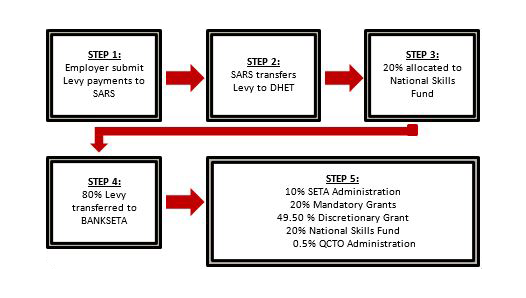 STEP 1:
Employer submit
Levy payments to
SARS
STEP 2:
SARS transfers
Levy to DHET
STEP 3:
20% allocated to
National Skills
Fund
STEP 4:
80% Levy
transferred to
BANKSETA
STEP 5:
10% SETA Administration
20% Mandatory Grants
49.50 % Discretionary Grant
20% National Skills Fund
0.5% QCTO Administration